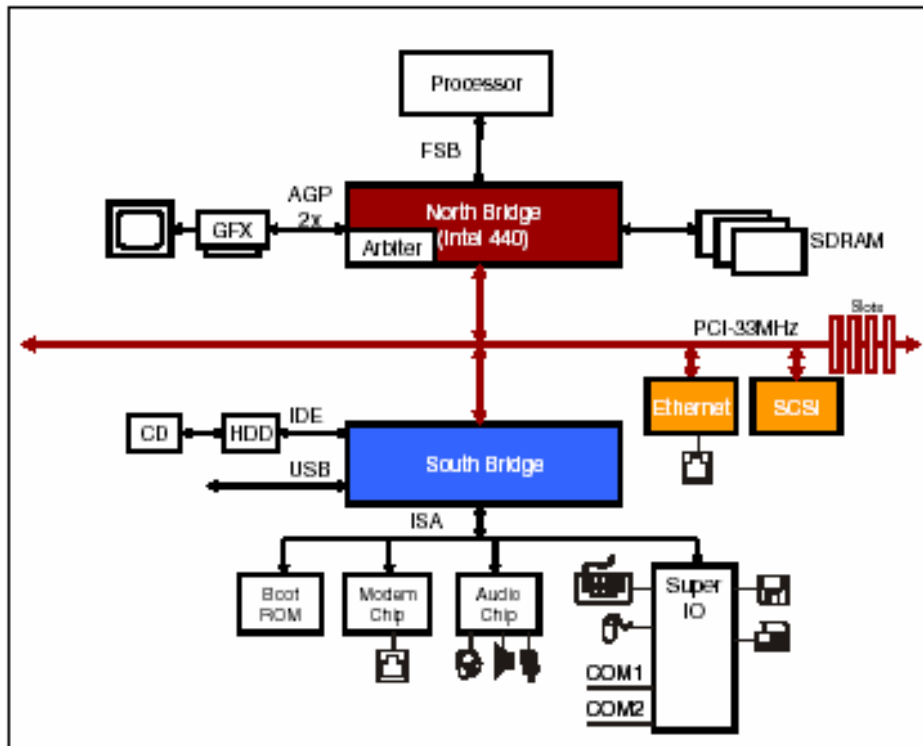 Processor
FSB
AGP
2x
North Bridge
(Intel 440)
GFX
Arbiter
SDRAM
Slots
PCI-33MHz
Ethernet
SCSI
CD
HDD
IDE
USB
South Bridge
ISA
Boot
ROM
Modem
Chip
Audio
Chip
Super
IO
COM1
COM2